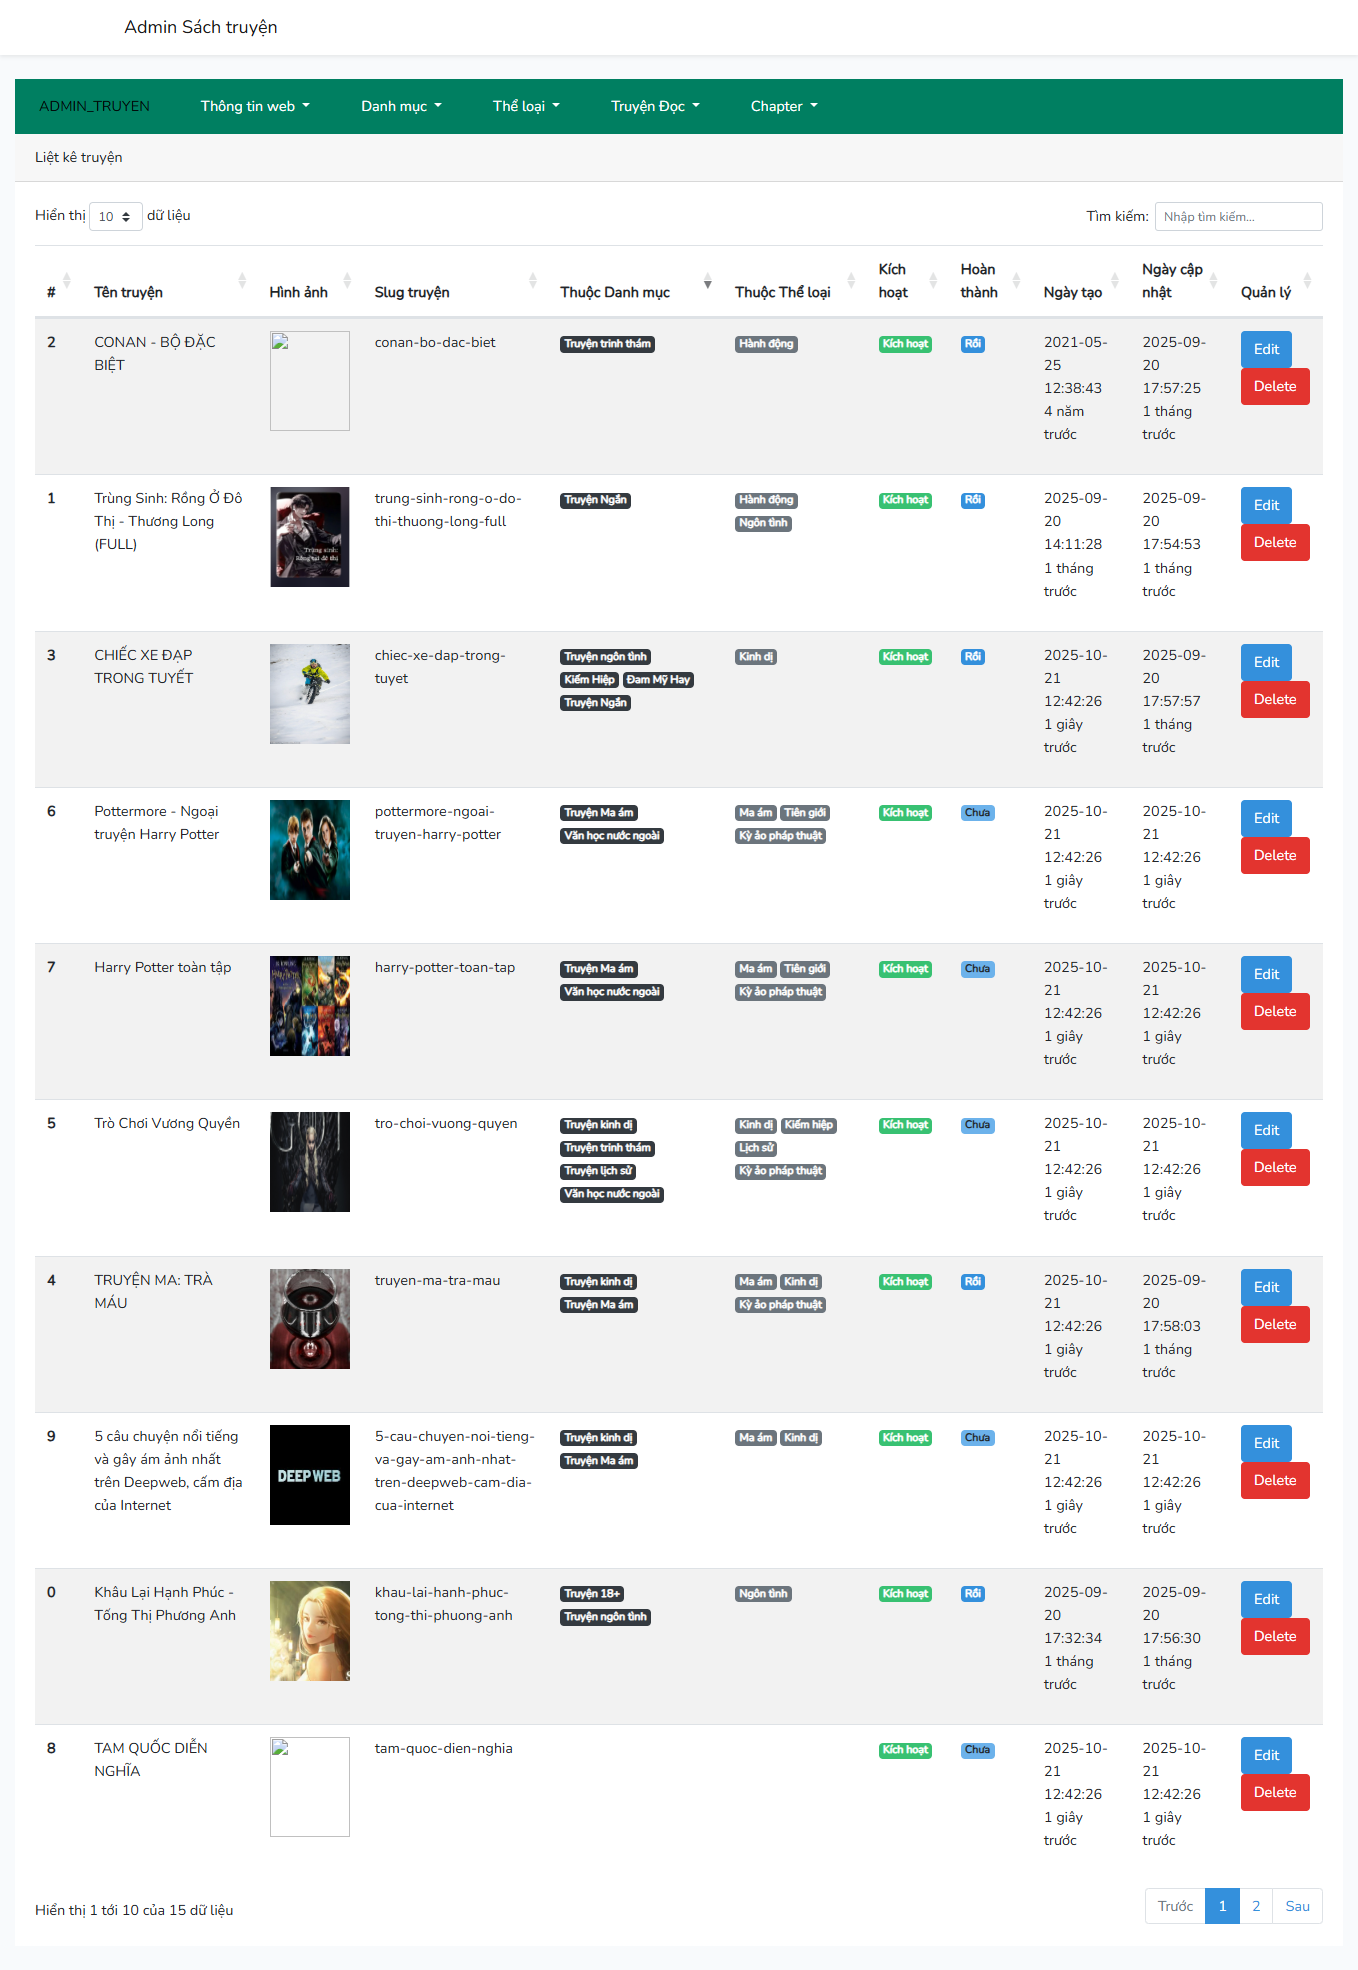 Admin Sách truyện
ADMIN_TRUYEN Thông tin web Danh mục Thể loại Truyện Đọc Chapter
Liệt kê truyện
Hiển thị 10 dữ liệu Tìm kiếm: Nhập tìm kiếm...
# Tên truyện Hình ảnh Slug truyện Thuộc Danh mục Thuộc Thể loại Kích hoạt Hoàn thành Ngày tạo Ngày cập nhật Quản lý
2 CONAN - BỘ ĐẶC conan-bo-dac-biet Truyện trinh thám Hành động Kích hoạt Rồi 2021-05- 2025-09- Edit
BIỆT 25 20
12:38:43 17:57:25 Delete
4 năm 1 tháng
trước trước
1 Trùng Sinh: Rồng Ở Đô trung-sinh-rong-o-do- Truyện Ngắn Hành động Kích hoạt Rồi 2025-09- 2025-09- Edit
Thị - Thương Long thi-thuong-long-full Ngôn tình 20 20
(FULL) 14:11:28 17:54:53 Delete
1 tháng 1 tháng
trước trước
3 CHIẾC XE ĐẠP chiec-xe-dap-trong- Truyện ngôn tình Kinh dị Kích hoạt Rồi 2025-10- 2025-09- Edit
TRONG TUYẾT tuyet Kiếm Hiệp Đam Mỹ Hay 21 20
Truyện Ngắn 12:42:26 17:57:57 Delete
1 giây 1 tháng
trước trước
6 Pottermore - Ngoại pottermore-ngoai- Truyện Ma ám Ma ám Tiên giới Kích hoạt Chưa 2025-10- 2025-10- Edit
truyện Harry Potter truyen-harry-potter Văn học nước ngoài Kỳ ảo pháp thuật 21 21
12:42:26 12:42:26 Delete
1 giây 1 giây
trước trước
7 Harry Potter toàn tập harry-potter-toan-tap Truyện Ma ám Ma ám Tiên giới Kích hoạt Chưa 2025-10- 2025-10- Edit
Văn học nước ngoài Kỳ ảo pháp thuật 21 21
12:42:26 12:42:26 Delete
1 giây 1 giây
trước trước
5 Trò Chơi Vương Quyền tro-choi-vuong-quyen Truyện kinh dị Kinh dị Kiếm hiệp Kích hoạt Chưa 2025-10- 2025-10- Edit
Truyện trinh thám Lịch sử 21 21
Truyện lịch sử Kỳ ảo pháp thuật 12:42:26 12:42:26 Delete
Văn học nước ngoài 1 giây 1 giây
trước trước
4 TRUYỆN MA: TRÀ truyen-ma-tra-mau Truyện kinh dị Ma ám Kinh dị Kích hoạt Rồi 2025-10- 2025-09- Edit
MÁU Truyện Ma ám Kỳ ảo pháp thuật 21 20
12:42:26 17:58:03 Delete
1 giây 1 tháng
trước trước
9 5 câu chuyện nổi tiếng 5-cau-chuyen-noi-tieng- Truyện kinh dị Ma ám Kinh dị Kích hoạt Chưa 2025-10- 2025-10- Edit
và gây ám ảnh nhất va-gay-am-anh-nhat- Truyện Ma ám 21 21
trên Deepweb, cấm địa DEEP WEB tren-deepweb-cam-dia- 12:42:26 12:42:26 Delete
của Internet cua-internet 1 giây 1 giây
trước trước
0 Khâu Lại Hạnh Phúc - khau-lai-hanh-phuc- Truyện 18+ Ngôn tình Kích hoạt Rồi 2025-09- 2025-09- Edit
Tống Thị Phương Anh tong-thi-phuong-anh Truyện ngôn tình 20 20
17:32:34 17:56:30 Delete
1 tháng 1 tháng
trước trước
8 TAM QUỐC DIỄN tam-quoc-dien-nghia Kích hoạt Chưa 2025-10- 2025-10- Edit
NGHĨA 21 21
12:42:26 12:42:26 Delete
1 giây 1 giây
trước trước
Hiển thị 1 tới 10 của 15 dữ liệu Trước 1 2 Sau